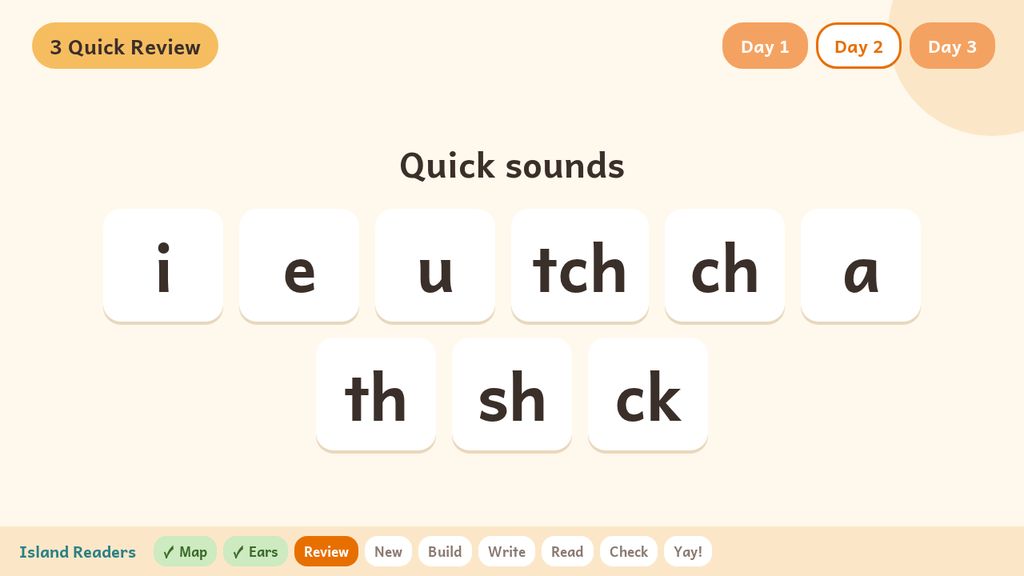 3 Quick Review
Day 1 Day 2 Day 3
Quick sounds
i e u tch ch a
th sh ck
Island Readers ✓ Map ✓ Ears Review New Build Write Read Check Yay!